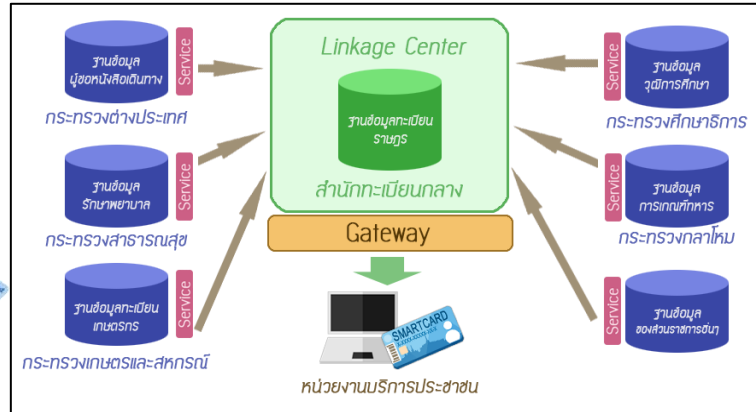 Linkage Center
ฐานข้อมูลทะเบียน
ราษฎร
สำนักทะเบียนกลาง
Gateway
ฐานข้อมูล
ผู้ขอหนังสือเดินทาง
Service
กระทรวงต่างประเทศ
ฐานข้อมูล
รักษาพยาบาล
Service
กระทรวงสาธารณสุข
ฐานข้อมูลทะเบียน
เกษตรกร
Service
กระทรวงเกษตรและสหกรณ์
Service
ฐานข้อมูล
วุฒิการศึกษา
กระทรวงศึกษาธิการ
Service
ฐานข้อมูล
การเกณฑ์ทหาร
กระทรวงกลาโหม
Service
ฐานข้อมูล
ของส่วนราชการอื่นๆ
SMARTCARD
หน่วยงานบริการประชาชน